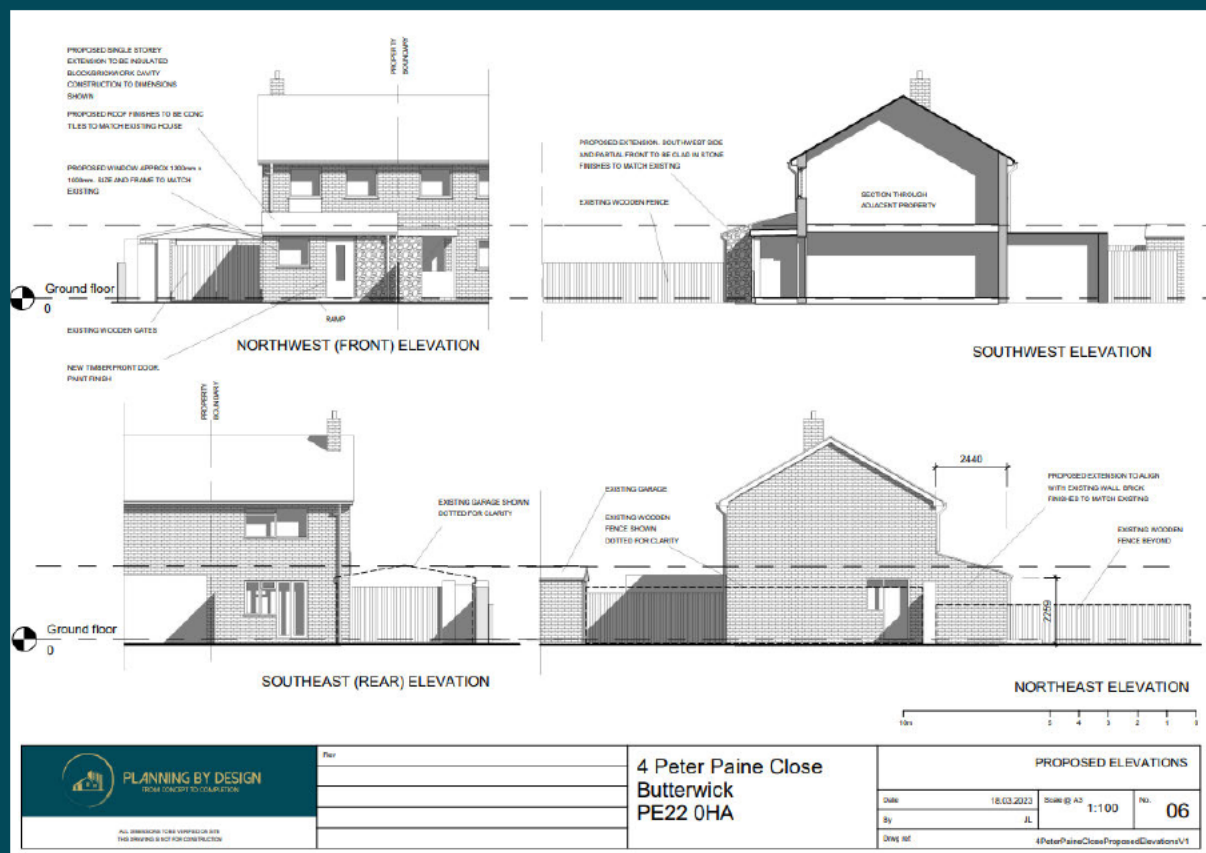 PROPOSED SINGLE STOREY
EXTENSION TO BE INSULATED
BLOCK/BRICKWORK CAVITY
CONSTRUCTION TO DIMENSIONS
SHOWN
PROPOSED ROOF FINISHES TO BE CONC
TILES TO MATCH EXISTING HOUSE
PROPOSED WINDOW APPROX 1200mm x
SIZE AND FRAME TO MATCH
EXISTING
PROPERTY
BOUNDARY
Ground floor
0
EXISTING WOODEN GATES
RAMP
NEW TIMBER FRONT DOOR.
PAINT FINISH
NORTHWEST (FRONT) ELEVATION
PROPOSED EXTENSION. SOUTHWEST SIDE
AND PARTIAL FRONT TO BE CLAD IN STONE
FINISHES TO MATCH EXISTING
EXISTING WOODEN FENCE
SECTION THROUGH
ADJACENT PROPERTY
SOUTHWEST ELEVATION
PROPERTY
BOUNDARY
EXISTING GARAGE SHOWN
DOTTED FOR CLARITY
Ground floor
0
SOUTHEAST (REAR) ELEVATION
EXISTING GARAGE
EXISTING WOODEN
FENCE SHOWN
DOTTED FOR CLARITY
2440
PROPOSED EXTENSION TO ALIGN
WITH EXISTING WALL. BRICK
FINISHES TO MATCH EXISTING
EXISTING WOODEN
FENCE BEYOND
2259
NORTHEAST ELEVATION
10m 5 4 3 2 1 0
PLANNING BY DESIGN
FROM CONCEPT TO COMPLETION
ALL DIMENSIONS TO BE VERIFIED ON SITE
THIS DRAWING IS NOT FOR CONSTRUCTION
Rev
4 Peter Paine Close
Butterwick
PE22 0HA
PROPOSED ELEVATIONS
Date 18.03.2023 Scale @ A3 1:100 No. 06
By JL
Drwg ref 4PeterPaineCloseProposedElevationsV1